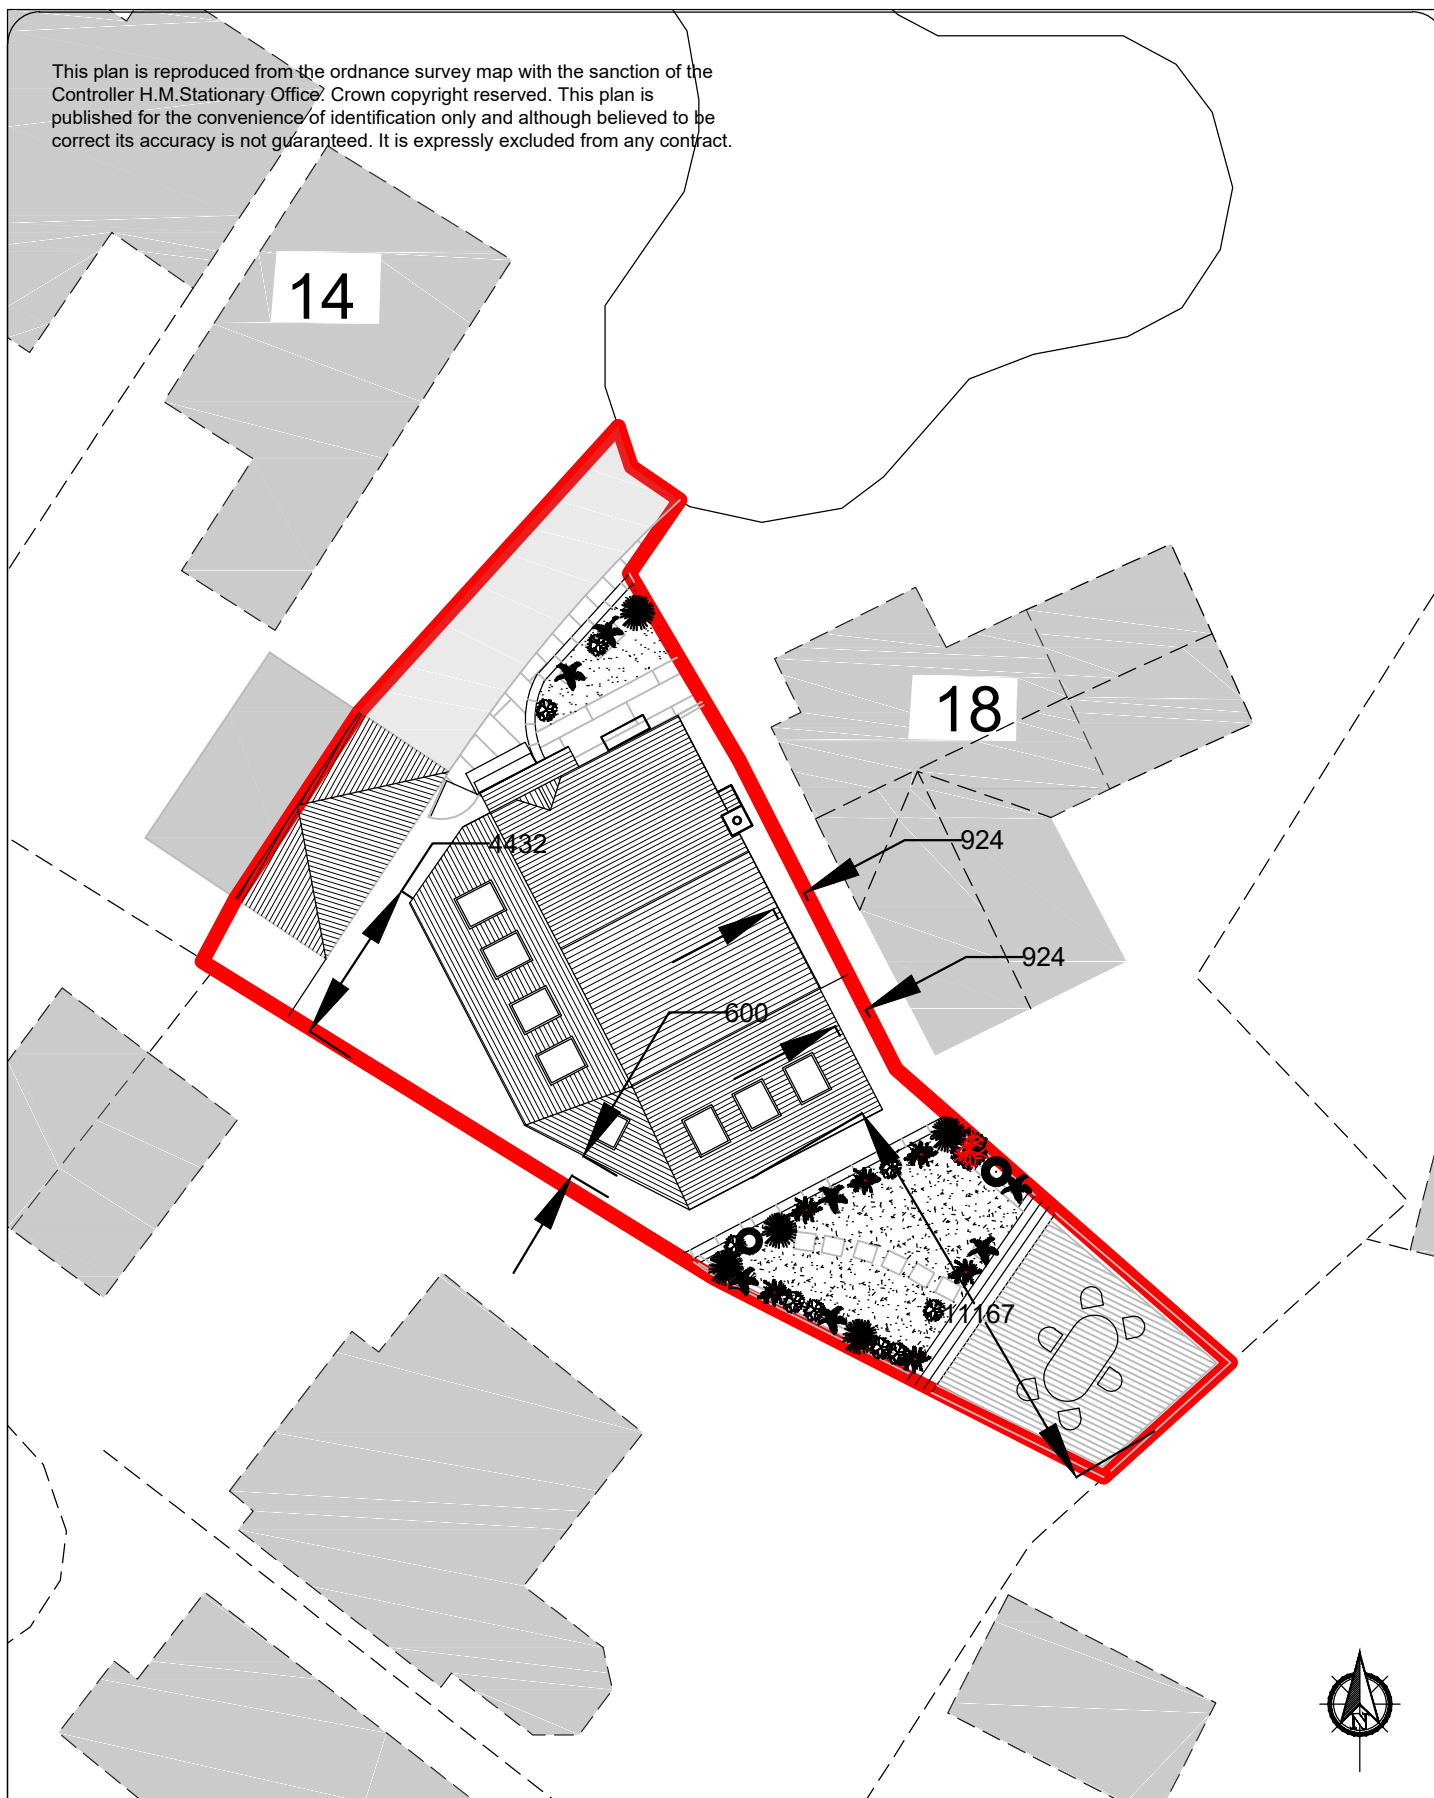 This plan is reproduced from the ordnance survey map with the sanction of the
Controller H.M.Stationary Office. Crown copyright reserved. This plan is
published for the convenience of identification only and although believed to be
correct its accuracy is not guaranteed. It is expressly excluded from any contract.
14
18
4432
924
924
600
11167
N